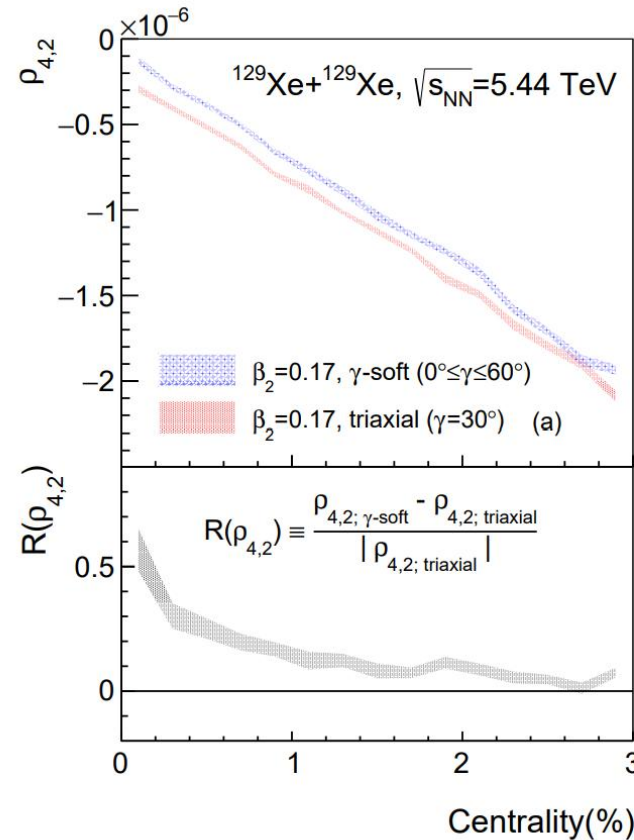 ×10⁻⁶
ρ₄,₂
0
−0.5
−1
−1.5
−2
¹²⁹Xe+¹²⁹Xe, √s_NN=5.44 TeV
β₂=0.17, γ-soft (0°≤γ≤60°)
β₂=0.17, triaxial (γ=30°) (a)
R(ρ₄,₂)
0.5
0
R(ρ₄,₂) ≡ ρ₄,₂; γ-soft - ρ₄,₂; triaxial
| ρ₄,₂; triaxial |
0 1 2 3
Centrality(%)